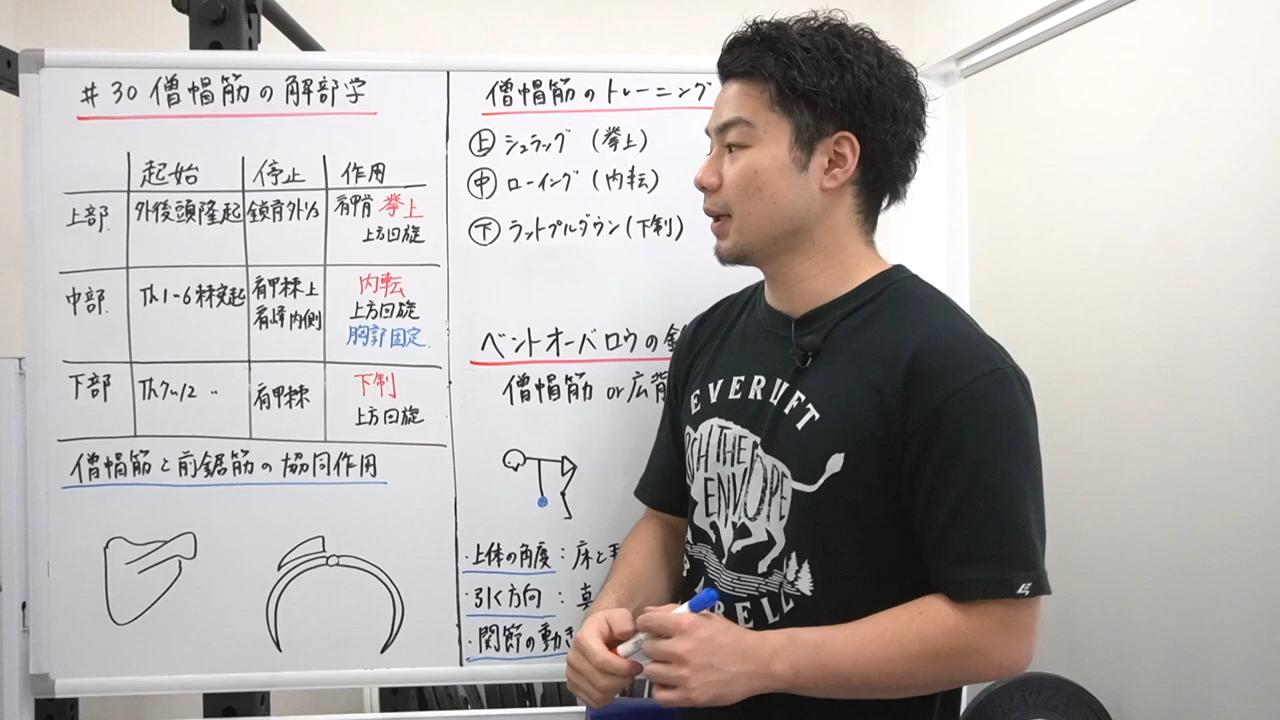 #30 僧帽筋の解部学
起始 停止 作用
上部 外後頭隆起 鎖骨外1/3 肩甲骨 挙上
上方回旋
中部 Th1-6棘突起 肩甲棘上 肩峰内側 内転
上方回旋
胸郭固定
下部 Th7-12 〃 肩甲棘 下制
上方回旋
僧帽筋と前鋸筋の協同作用
僧帽筋のトレーニング
上 シュラッグ (挙上)
中 ローイング (内転)
下 ラットプルダウン (下制)
ベントオーバロウの
僧帽筋 or 広背
・上体の角度:床と
・引く方向:真
・関節の動き
EVERLIFT
THE
ENVOPE